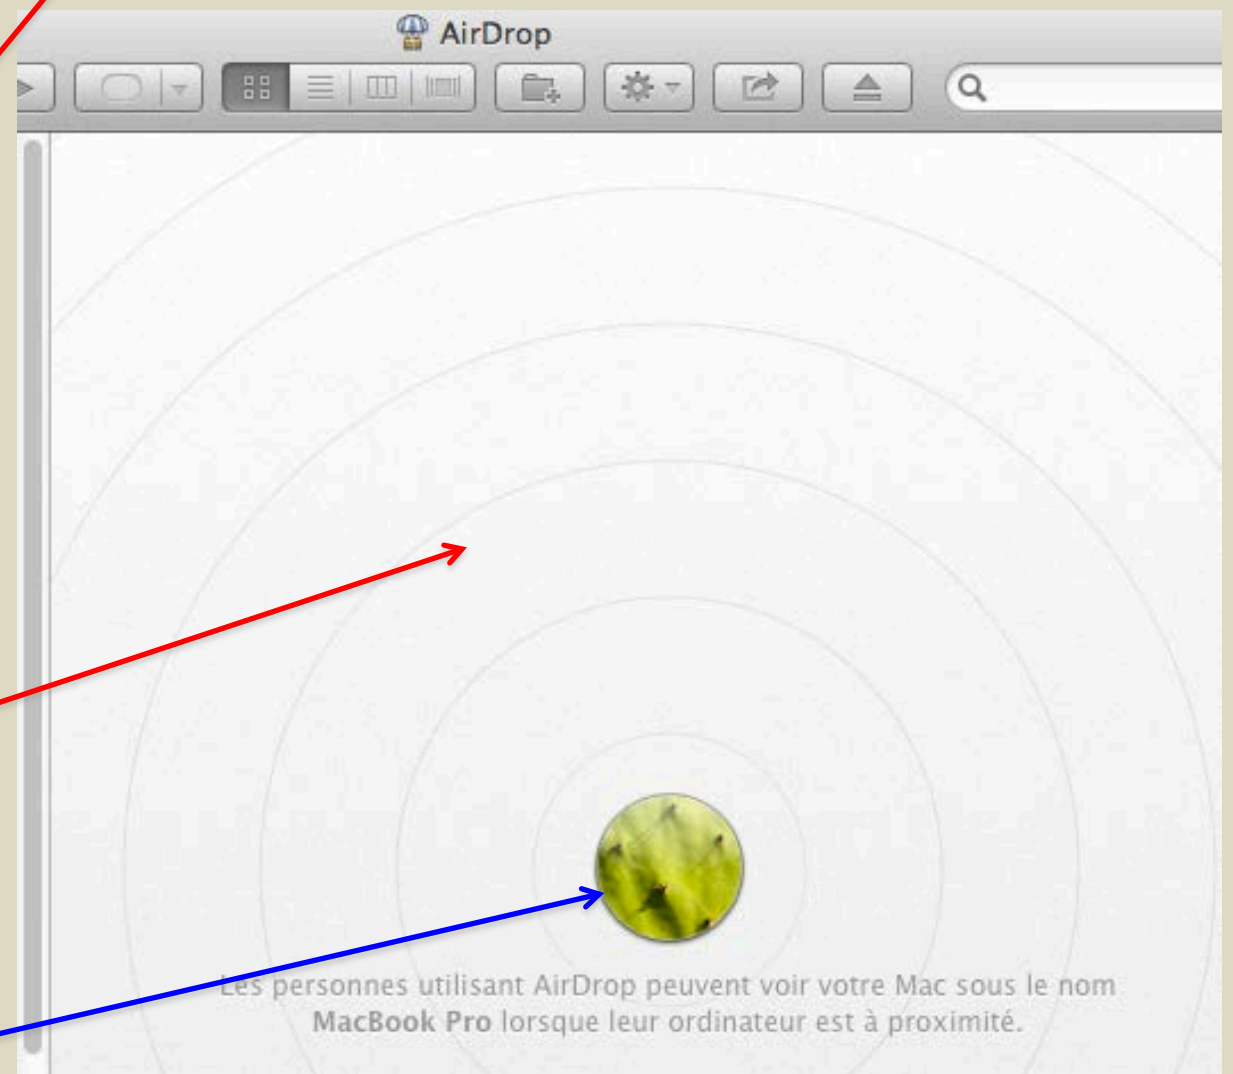 AirDrop
Les personnes utilisant AirDrop peuvent voir votre Mac sous le nom
MacBook Pro lorsque leur ordinateur est à proximité.